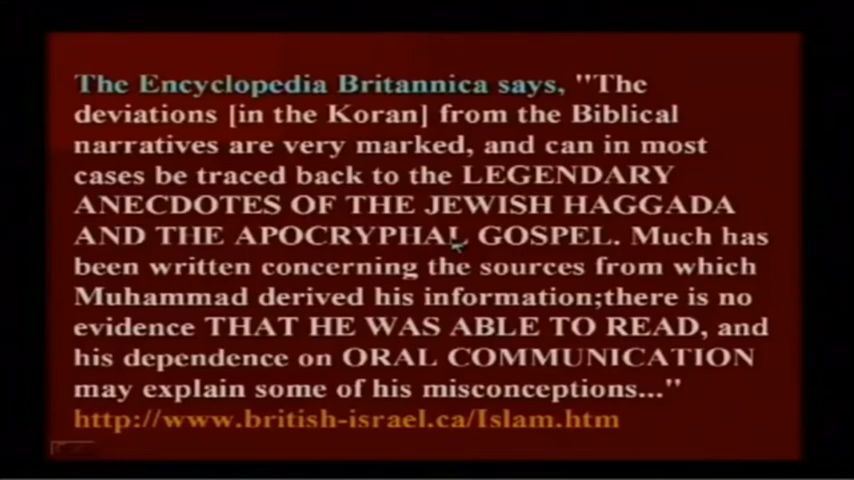 The Encyclopedia Britannica says, "The
deviations [in the Koran] from the Biblical
narratives are very marked, and can in most
cases be traced back to the LEGENDARY
ANECDOTES OF THE JEWISH HAGGADA
AND THE APOCRYPHAL GOSPEL. Much has
been written concerning the sources from which
Muhammad derived his information;there is no
evidence THAT HE WAS ABLE TO READ, and
his dependence on ORAL COMMUNICATION
may explain some of his misconceptions..."
http://www.british-israel.ca/Islam.htm